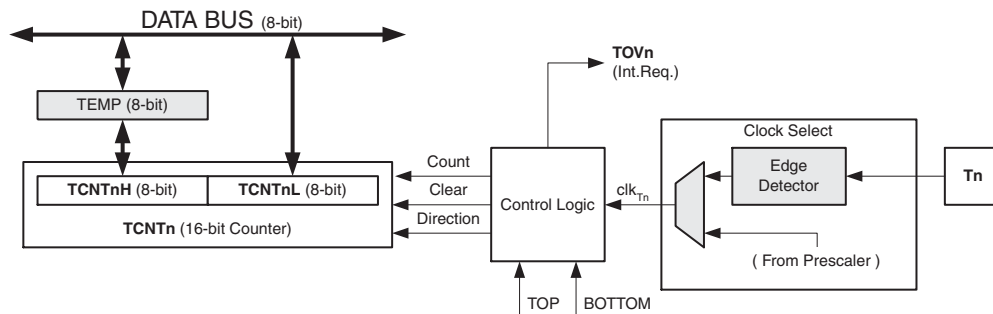 DATA BUS (8-bit)
TOVn
(Int.Req.)
TEMP (8-bit)
Clock Select
Count
Edge
Detector
Tn
TCNTnH (8-bit) TCNTnL (8-bit)
Clear
Control Logic
clkTn
TCNTn (16-bit Counter)
Direction
( From Prescaler )
TOP
BOTTOM